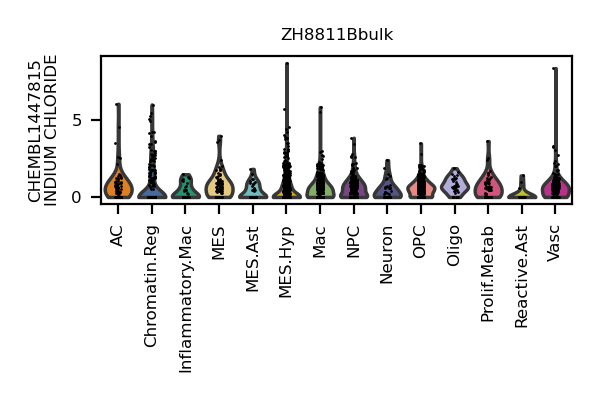 ZH8811Bbulk
CHEMBL1447815
INDIUM CHLORIDE
5
0
AC
Chromatin.Reg
Inflammatory.Mac
MES
MES.Ast
MES.Hyp
Mac
NPC
Neuron
OPC
Oligo
Prolif.Metab
Reactive.Ast
Vasc